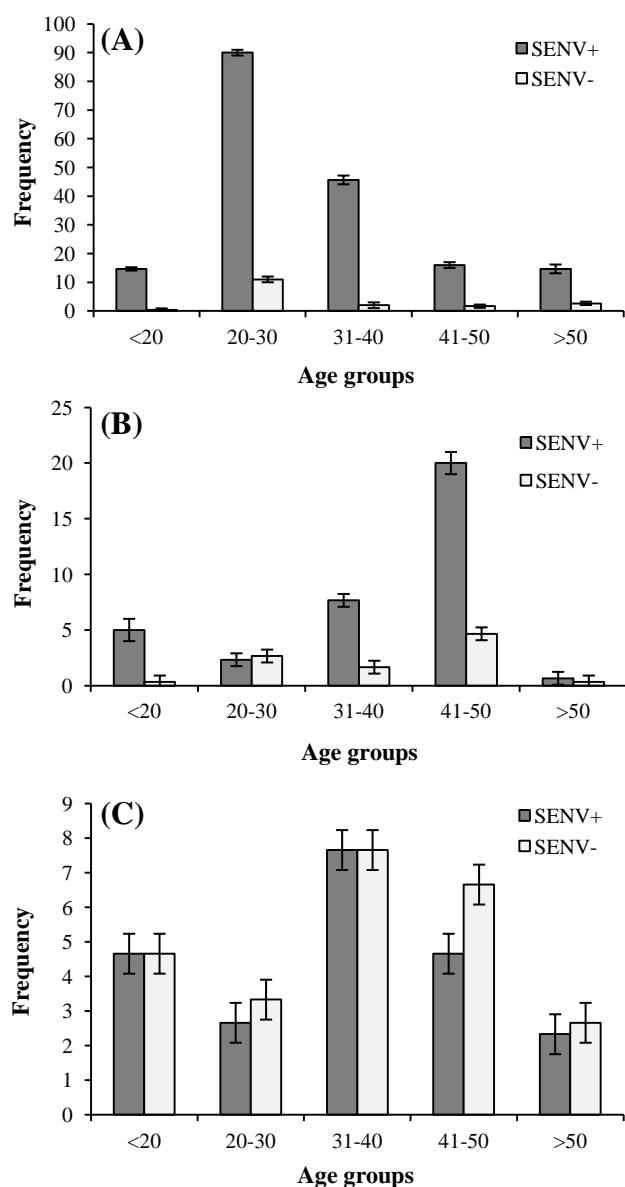 (A)
SENV+
SENV-
Frequency
100
90
80
70
60
50
40
30
20
10
0
<20 20-30 31-40 41-50 >50
Age groups
(B)
SENV+
SENV-
Frequency
25
20
15
10
5
0
<20 20-30 31-40 41-50 >50
Age groups
(C)
SENV+
SENV-
Frequency
9
8
7
6
5
4
3
2
1
0
<20 20-30 31-40 41-50 >50
Age groups